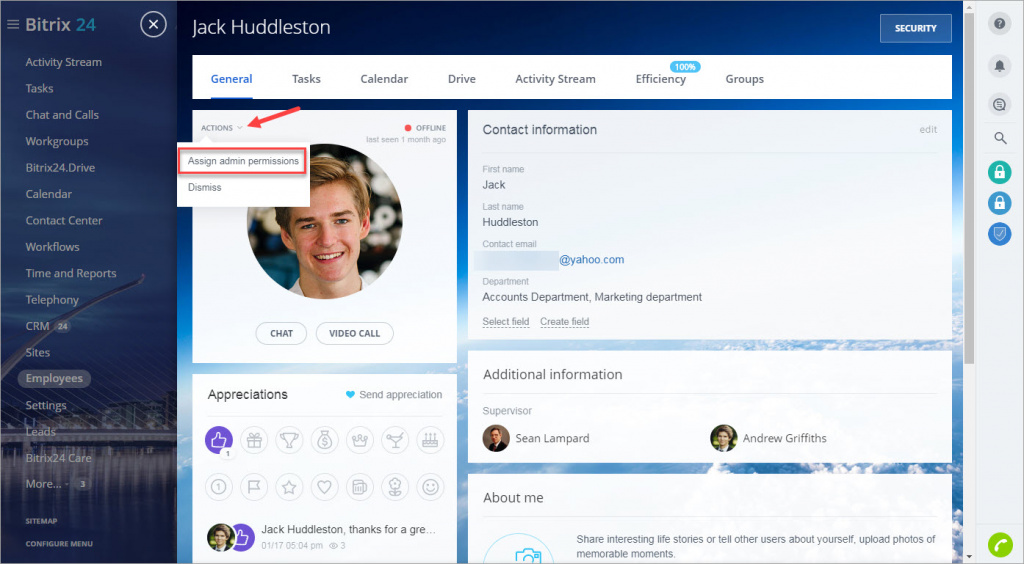 Bitrix 24
Activity Stream
Tasks
Chat and Calls
Workgroups
Bitrix24.Drive
Calendar
Contact Center
Workflows
Time and Reports
Telephony
CRM 24
Sites
Employees
Settings
Leads
Bitrix24 Care
More... 3
SITEMAP
CONFIGURE MENU
Jack Huddleston
SECURITY
General Tasks Calendar Drive Activity Stream Efficiency 100% Groups
ACTIONS
OFFLINE
last seen 1 month ago
Assign admin permissions
Dismiss
CHAT VIDEO CALL
Appreciations Send appreciation
1
1
Jack Huddleston, thanks for a gre...
01/17 05:04 pm 3
Contact information edit
First name
Jack
Last name
Huddleston
Contact email
@yahoo.com
Department
Accounts Department, Marketing department
Select field Create field
Additional information
Supervisor
Sean Lampard Andrew Griffiths
About me
Share interesting life stories or tell other users about yourself, upload photos of
memorable moments.